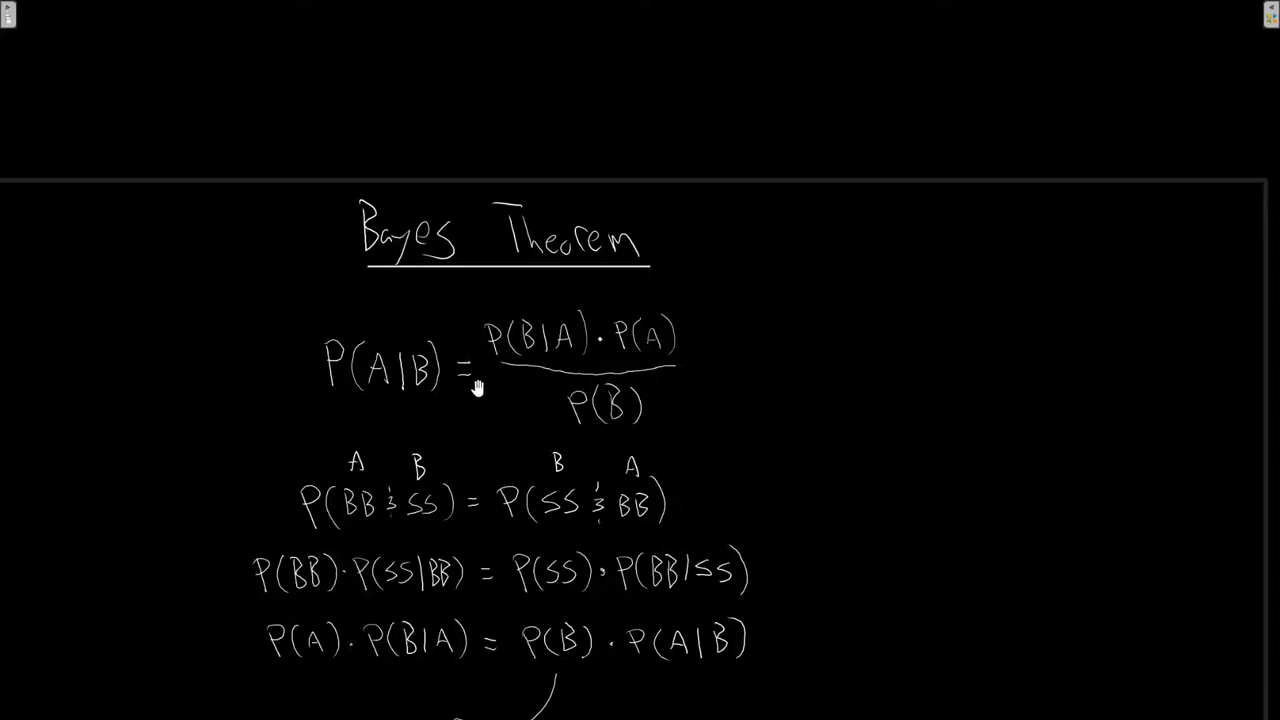 Bayes Theorem
P(A|B) = P(B|A) · P(A) / P(B)
A B B A
P(BB & SS) = P(SS & BB)
P(BB) · P(SS|BB) = P(SS) · P(BB|SS)
P(A) · P(B|A) = P(B) · P(A|B)